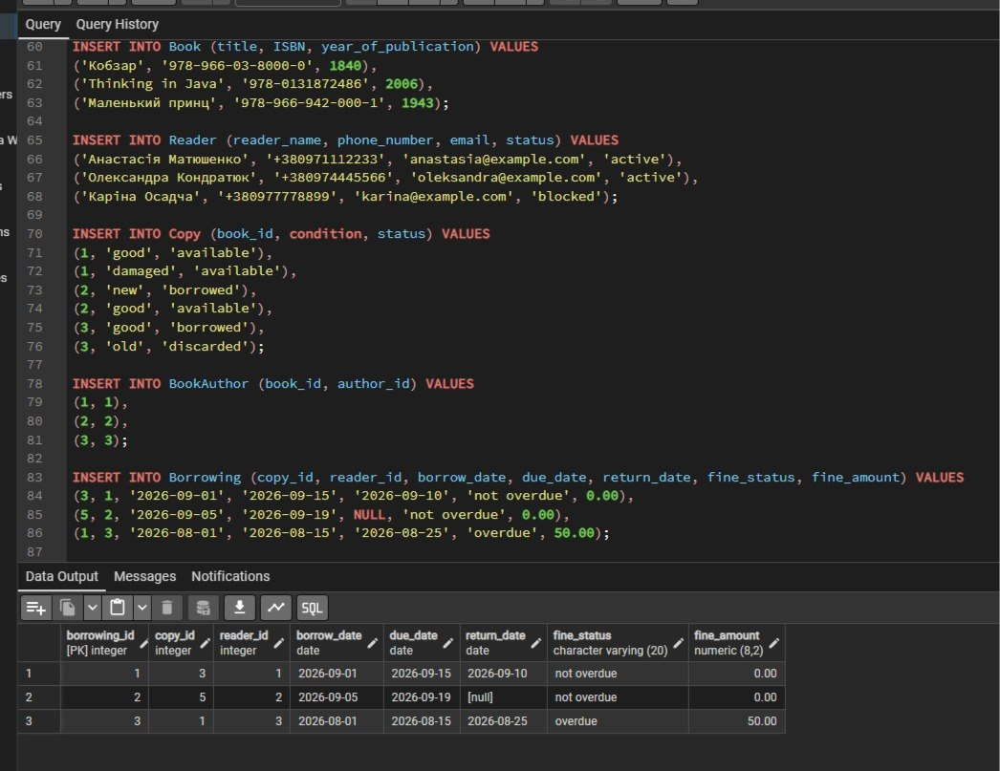 Query Query History
60 INSERT INTO Book (title, ISBN, year_of_publication) VALUES
61 ('Кобзар', '978-966-03-8000-0', 1840),
62 ('Thinking in Java', '978-0131872486', 2006),
63 ('Маленький принц', '978-966-942-000-1', 1943);
64
65 INSERT INTO Reader (reader_name, phone_number, email, status) VALUES
66 ('Анастасія Матюшенко', '+380971112233', 'anastasia@example.com', 'active'),
67 ('Олександра Кондратюк', '+380974445566', 'oleksandra@example.com', 'active'),
68 ('Каріна Осадча', '+380977778899', 'karina@example.com', 'blocked');
69
70 INSERT INTO Copy (book_id, condition, status) VALUES
71 (1, 'good', 'available'),
72 (1, 'damaged', 'available'),
73 (2, 'new', 'borrowed'),
74 (2, 'good', 'available'),
75 (3, 'good', 'borrowed'),
76 (3, 'old', 'discarded');
77
78 INSERT INTO BookAuthor (book_id, author_id) VALUES
79 (1, 1),
80 (2, 2),
81 (3, 3);
82
83 INSERT INTO Borrowing (copy_id, reader_id, borrow_date, due_date, return_date, fine_status, fine_amount) VALUES
84 (3, 1, '2026-09-01', '2026-09-15', '2026-09-10', 'not overdue', 0.00),
85 (5, 2, '2026-09-05', '2026-09-19', NULL, 'not overdue', 0.00),
86 (1, 3, '2026-08-01', '2026-08-15', '2026-08-25', 'overdue', 50.00);
87
Data Output Messages Notifications
SQL
borrowing_id copy_id reader_id borrow_date due_date return_date fine_status fine_amount
[PK] integer integer integer date date date character varying (20) numeric (8,2)
1 1 3 1 2026-09-01 2026-09-15 2026-09-10 not overdue 0.00
2 2 5 2 2026-09-05 2026-09-19 [null] not overdue 0.00
3 3 1 3 2026-08-01 2026-08-15 2026-08-25 overdue 50.00